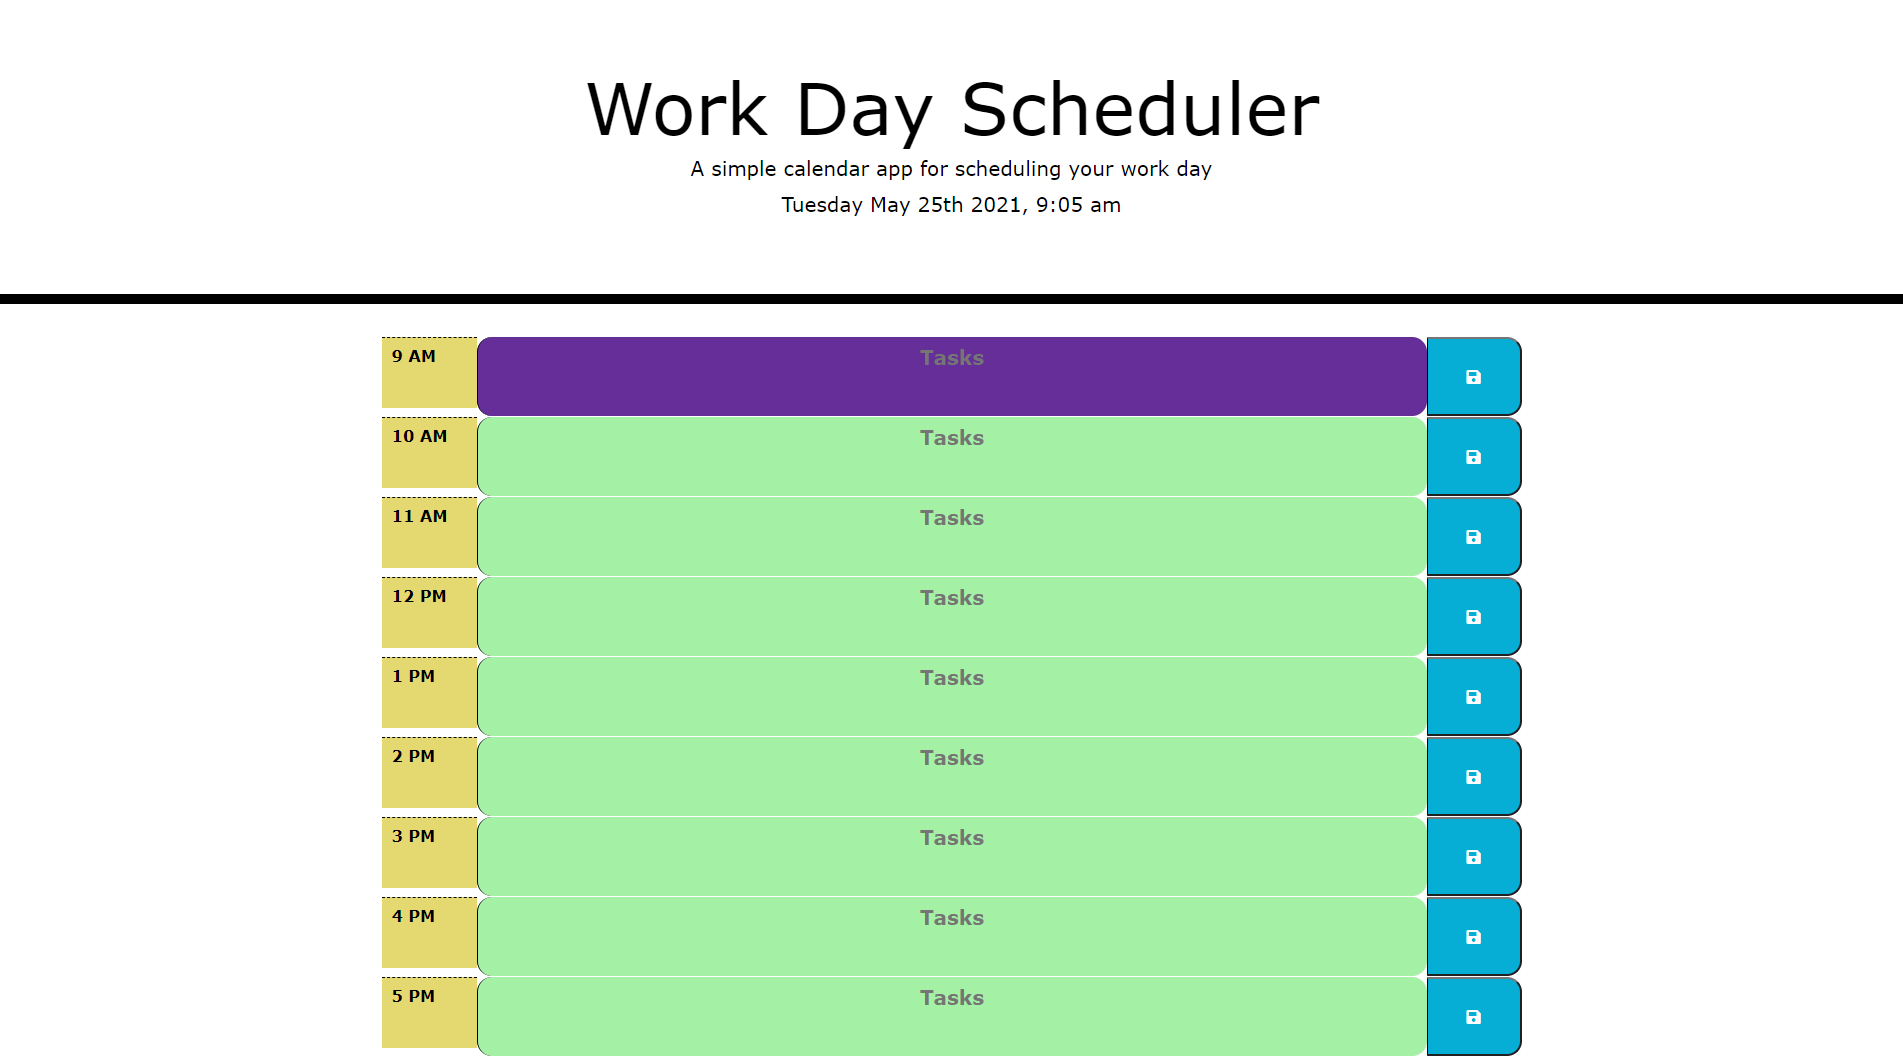 Work Day Scheduler
A simple calendar app for scheduling your work day
Tuesday May 25th 2021, 9:05 am
9 AM Tasks
10 AM Tasks
11 AM Tasks
12 PM Tasks
1 PM Tasks
2 PM Tasks
3 PM Tasks
4 PM Tasks
5 PM Tasks